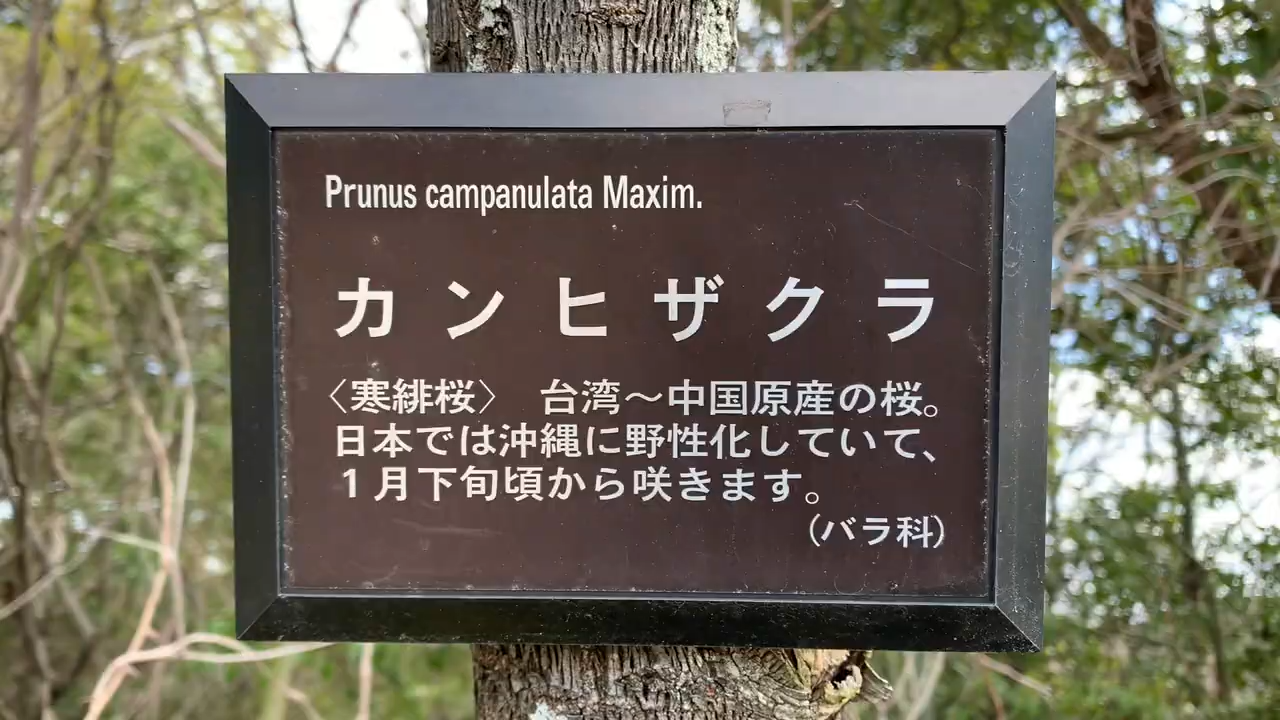 Prunus campanulata Maxim.
カンヒザクラ
〈寒緋桜〉 台湾～中国原産の桜。
日本では沖縄に野性化していて、
1月下旬頃から咲きます。
(バラ科)